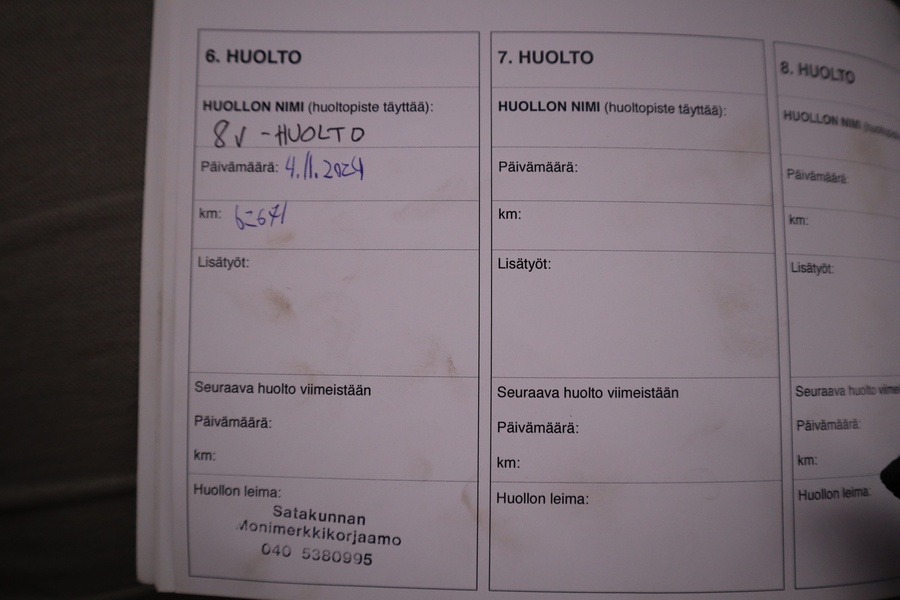 6. HUOLTO
HUOLLON NIMI (huoltopiste täyttää):
8V -HUOLTO
Päivämäärä: 4.11.2024
km:
Lisätyöt:
Seuraava huolto viimeistään
Päivämäärä:
km:
Huollon leima:
Satakunnan
Monimerkkikorjaamo
040 5380995
7. HUOLTO
HUOLLON NIMI (huoltopiste täyttää):
Päivämäärä:
km:
Lisätyöt:
Seuraava huolto viimeistään
Päivämäärä:
km:
Huollon leima:
8. HUOLTO
HUOLLON NIMI
Päivämäärä:
km:
Lisätyöt:
Seuraava huolto
Päivämäärä:
km:
Huollon leima: